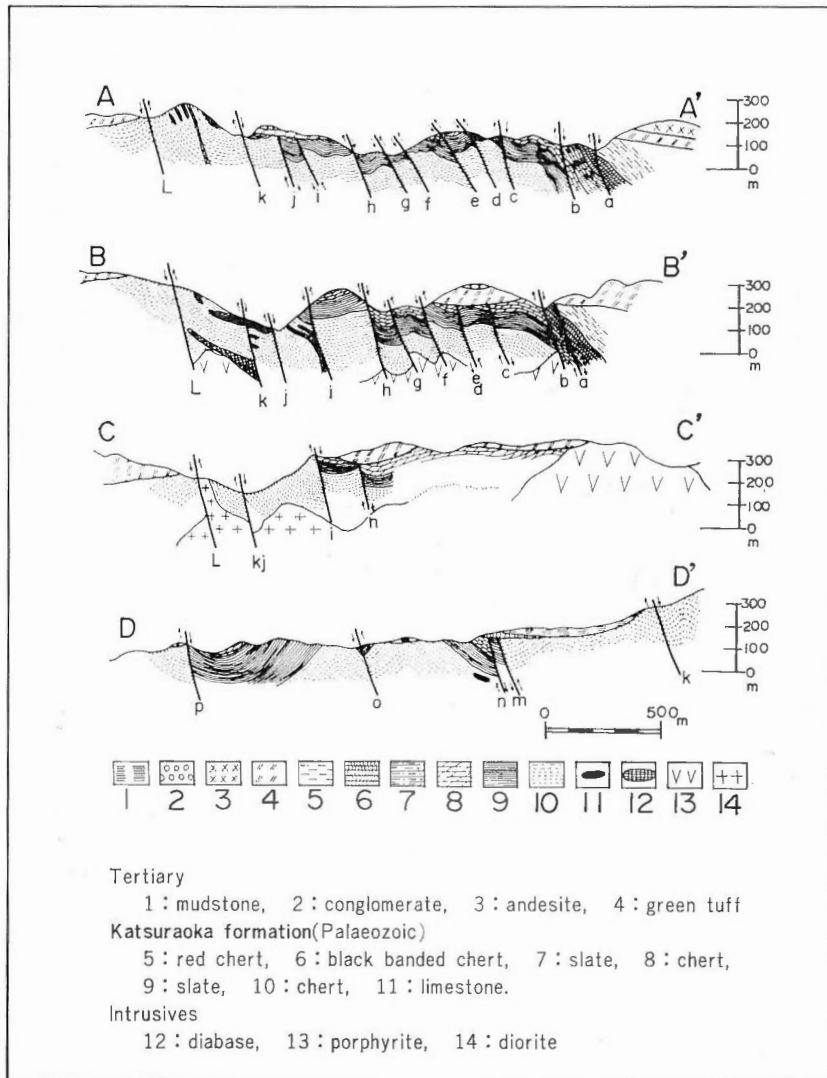 A A'
300
200
100
0
m
L k j i h g f e d c b a
B B'
300
200
100
0
m
L k j j h g f e d c b a
C C'
300
200
100
0
m
L kj i h
D D'
300
200
100
0
m
p o n m k
0 500m
1 2 3 4 5 6 7 8 9 10 11 12 13 14
Tertiary
1 : mudstone, 2 : conglomerate, 3 : andesite, 4 : green tuff
Katsuraoka formation(Palaeozoic)
5 : red chert, 6 : black banded chert, 7 : slate, 8 : chert,
9 : slate, 10 : chert, 11 : limestone.
Intrusives
12 : diabase, 13 : porphyrite, 14 : diorite